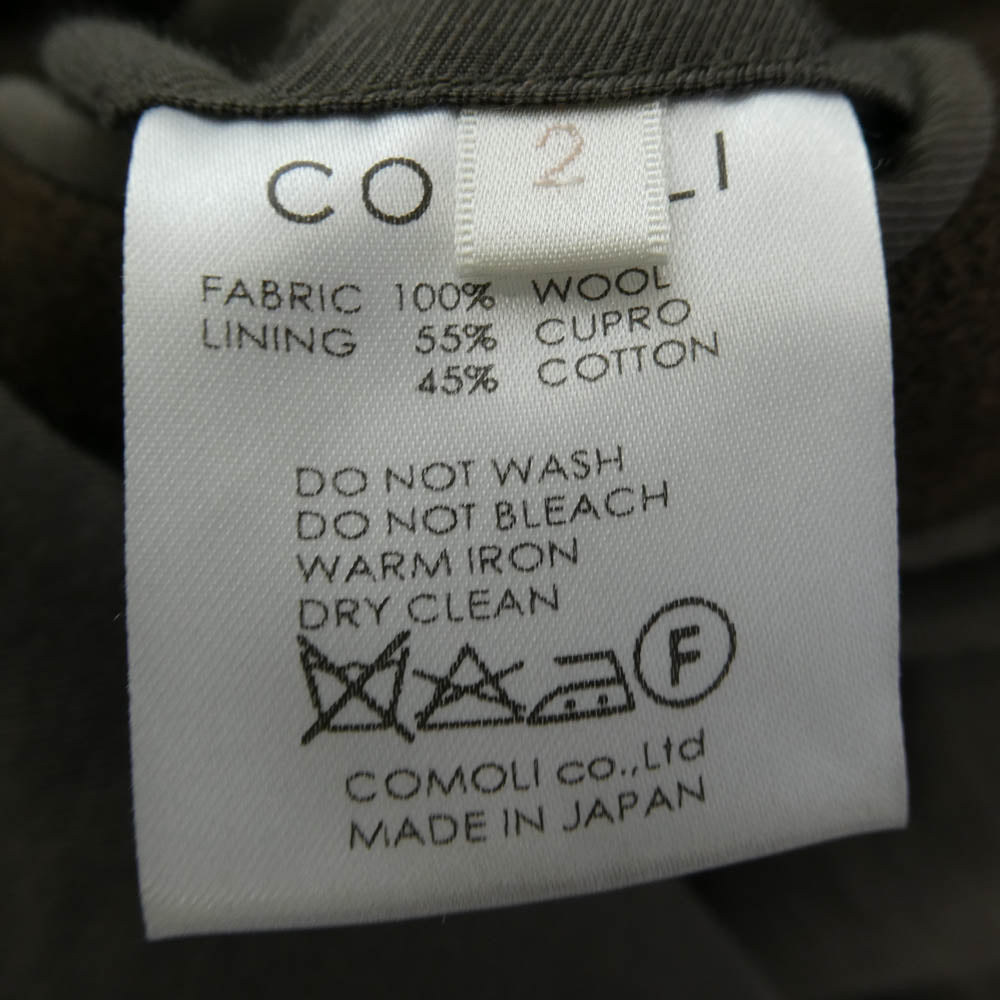 CO LI
2
FABRIC 100% WOOL
LINING 55% CUPRO
45% COTTON
DO NOT WASH
DO NOT BLEACH
WARM IRON
DRY CLEAN
F
COMOLI co.,Ltd
MADE IN JAPAN